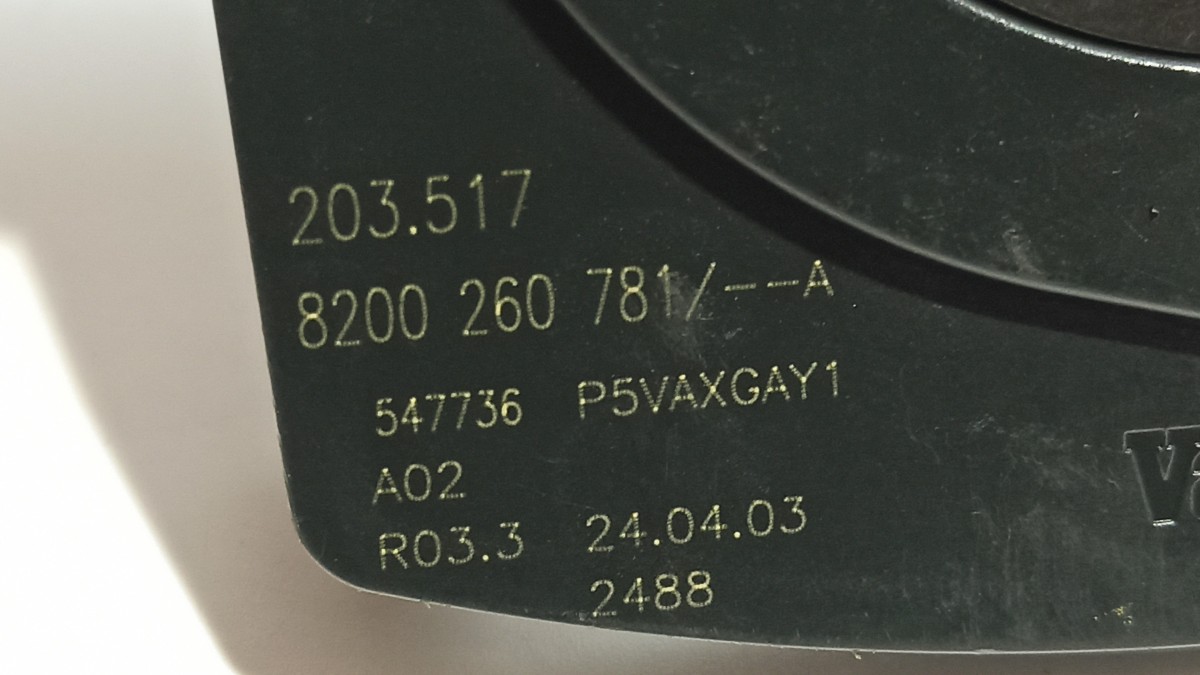 203.517
8200 260 781/--A
547736 P5VAXGAY1
A02
R03.3 24.04.03
2488